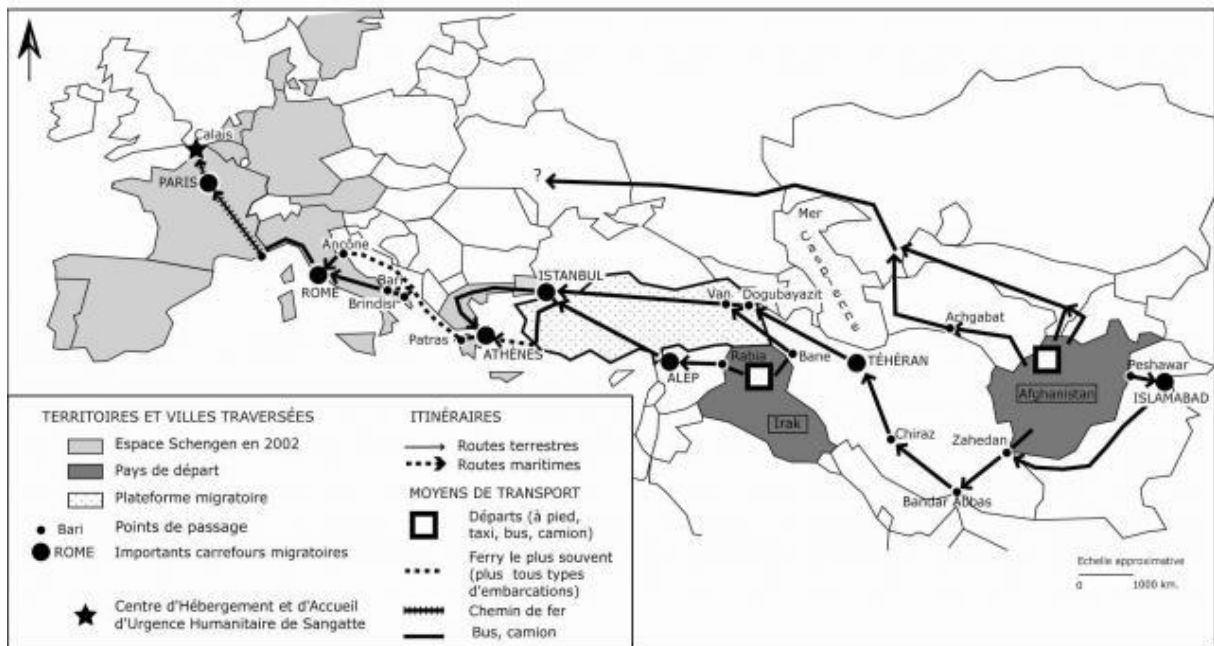 Calais
PARIS
Ancône
ROME
Bari
Brindisi
Patras
ATHÈNES
ISTANBUL
Van
Dogubayazit
ALEP
Rabia
Bane
Irak
TÉHÉRAN
Mer
Caspienne
?
Achgabat
Afghanistan
Peshawar
ISLAMABAD
Chiraz
Zahedan
Bandar Abbas
Echelle approximative
0 1000 km.
TERRITOIRES ET VILLES TRAVERSÉES
Espace Schengen en 2002
Pays de départ
Plateforme migratoire
Bari Points de passage
ROME Importants carrefours migratoires
Centre d'Hébergement et d'Accueil
d'Urgence Humanitaire de Sangatte
ITINÉRAIRES
Routes terrestres
Routes maritimes
MOYENS DE TRANSPORT
Départs (à pied,
taxi, bus, camion)
Ferry le plus souvent
(plus tous types
d'embarcations)
Chemin de fer
Bus, camion